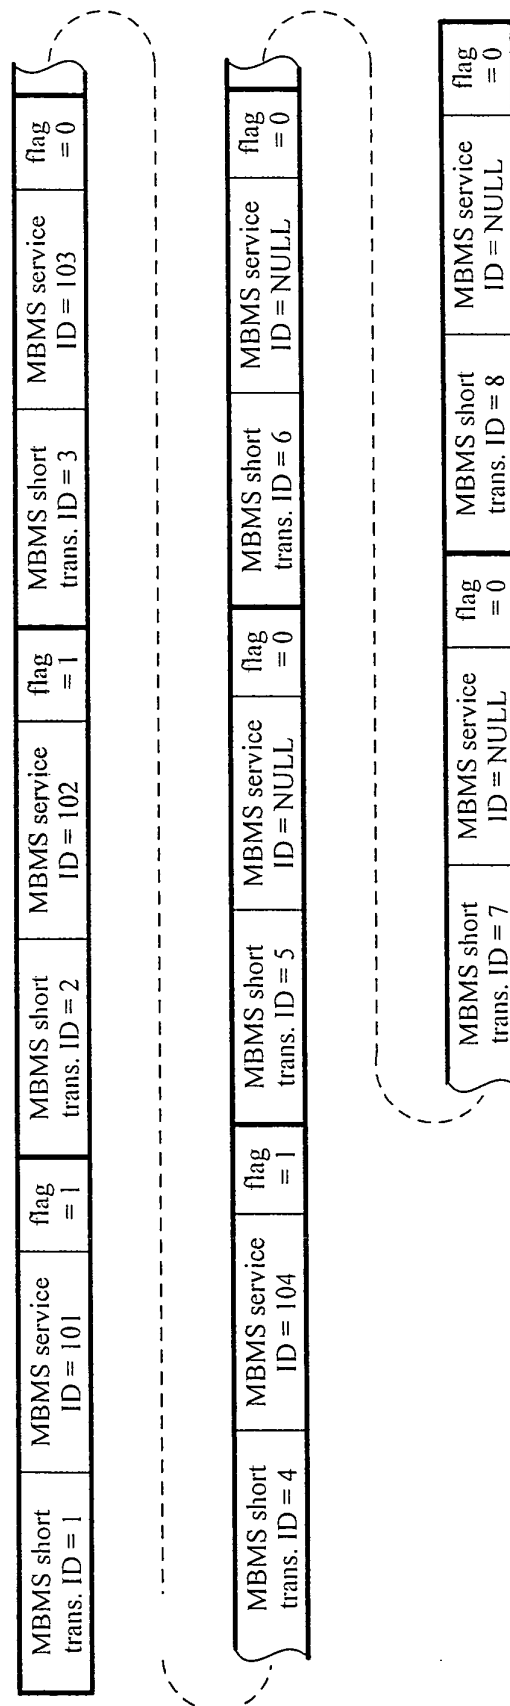 MBMS short
trans. ID = 1
MBMS service
ID = 101
flag
= 1
MBMS short
trans. ID = 2
MBMS service
ID = 102
flag
= 1
MBMS short
trans. ID = 3
MBMS service
ID = 103
flag
= 0
MBMS short
trans. ID = 4
MBMS service
ID = 104
flag
= 1
MBMS short
trans. ID = 5
MBMS service
ID = NULL
flag
= 0
MBMS short
trans. ID = 6
MBMS service
ID = NULL
flag
= 0
MBMS short
trans. ID = 7
MBMS service
ID = NULL
flag
= 0
MBMS short
trans. ID = 8
MBMS service
ID = NULL
flag
= 0